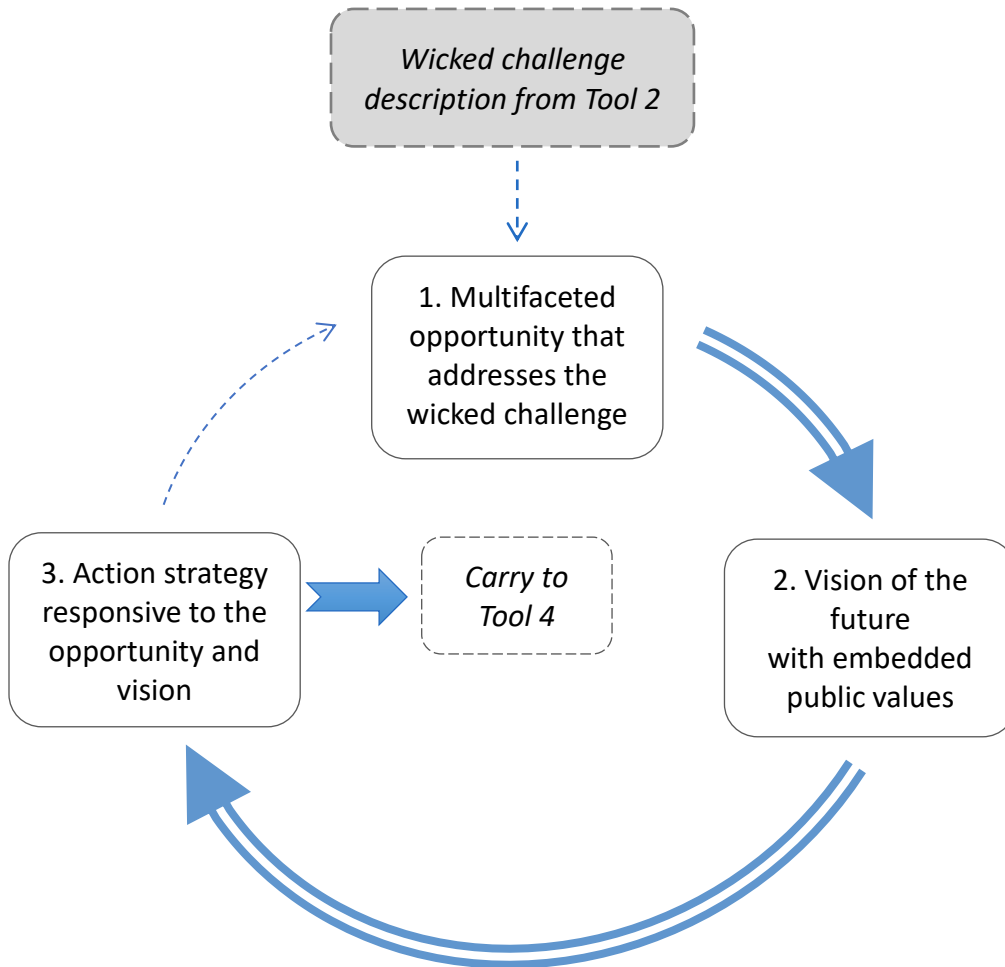 Wicked challenge
description from Tool 2
1. Multifaceted
opportunity that
addresses the
wicked challenge
3. Action strategy
responsive to the
opportunity and
vision
Carry to
Tool 4
2. Vision of the
future
with embedded
public values